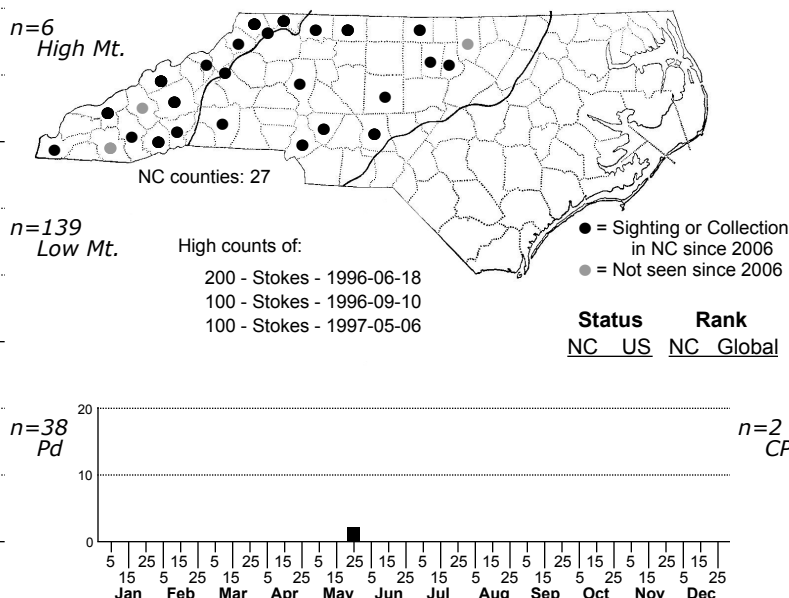 n=6
High Mt.
NC counties: 27
n=139
Low Mt.
High counts of:
200 - Stokes - 1996-06-18
100 - Stokes - 1996-09-10
100 - Stokes - 1997-05-06
= Sighting or Collection
in NC since 2006
= Not seen since 2006
Status Rank
NC US NC Global
n=38
Pd
n=2
CP
20
10
0
5 25 15 5 25 15 5 25 15 5 25 15 5 25 15 5 25 15
15 5 25 15 5 25 15 5 25 15 5 25 15 5 25 15 5 25
Jan Feb Mar Apr May Jun Jul Aug Sep Oct Nov Dec